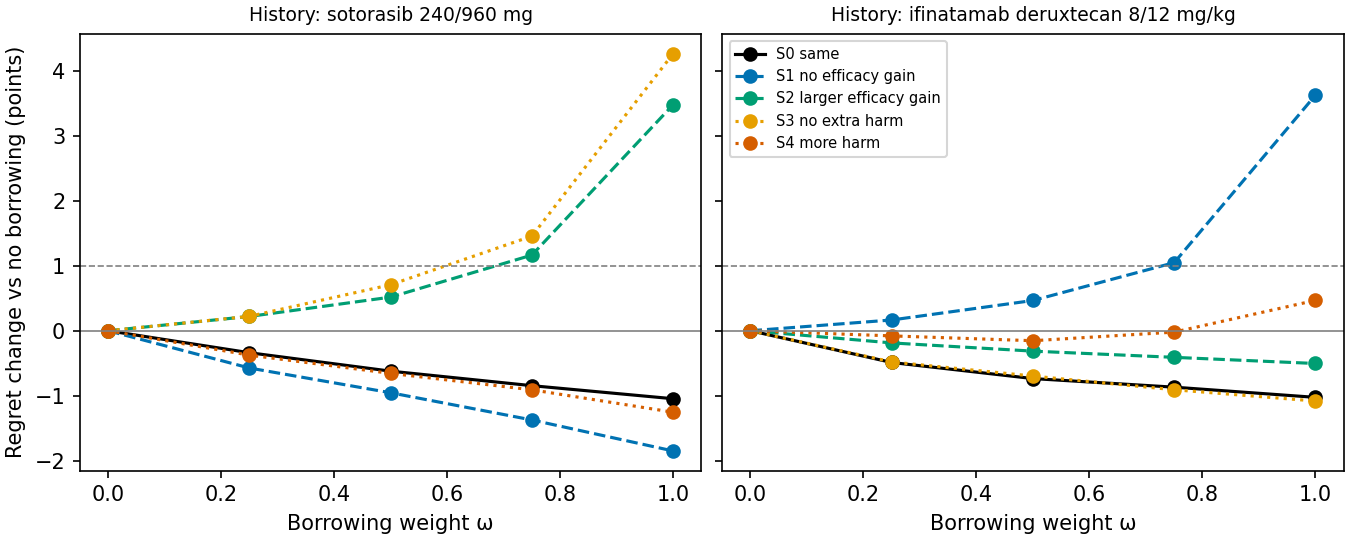 History: sotorasib 240/960 mg
Regret change vs no borrowing (points)
4
3
2
1
0
−1
−2
0.0 0.2 0.4 0.6 0.8 1.0
Borrowing weight ω
History: ifinatamab deruxtecan 8/12 mg/kg
S0 same
S1 no efficacy gain
S2 larger efficacy gain
S3 no extra harm
S4 more harm
0.0 0.2 0.4 0.6 0.8 1.0
Borrowing weight ω